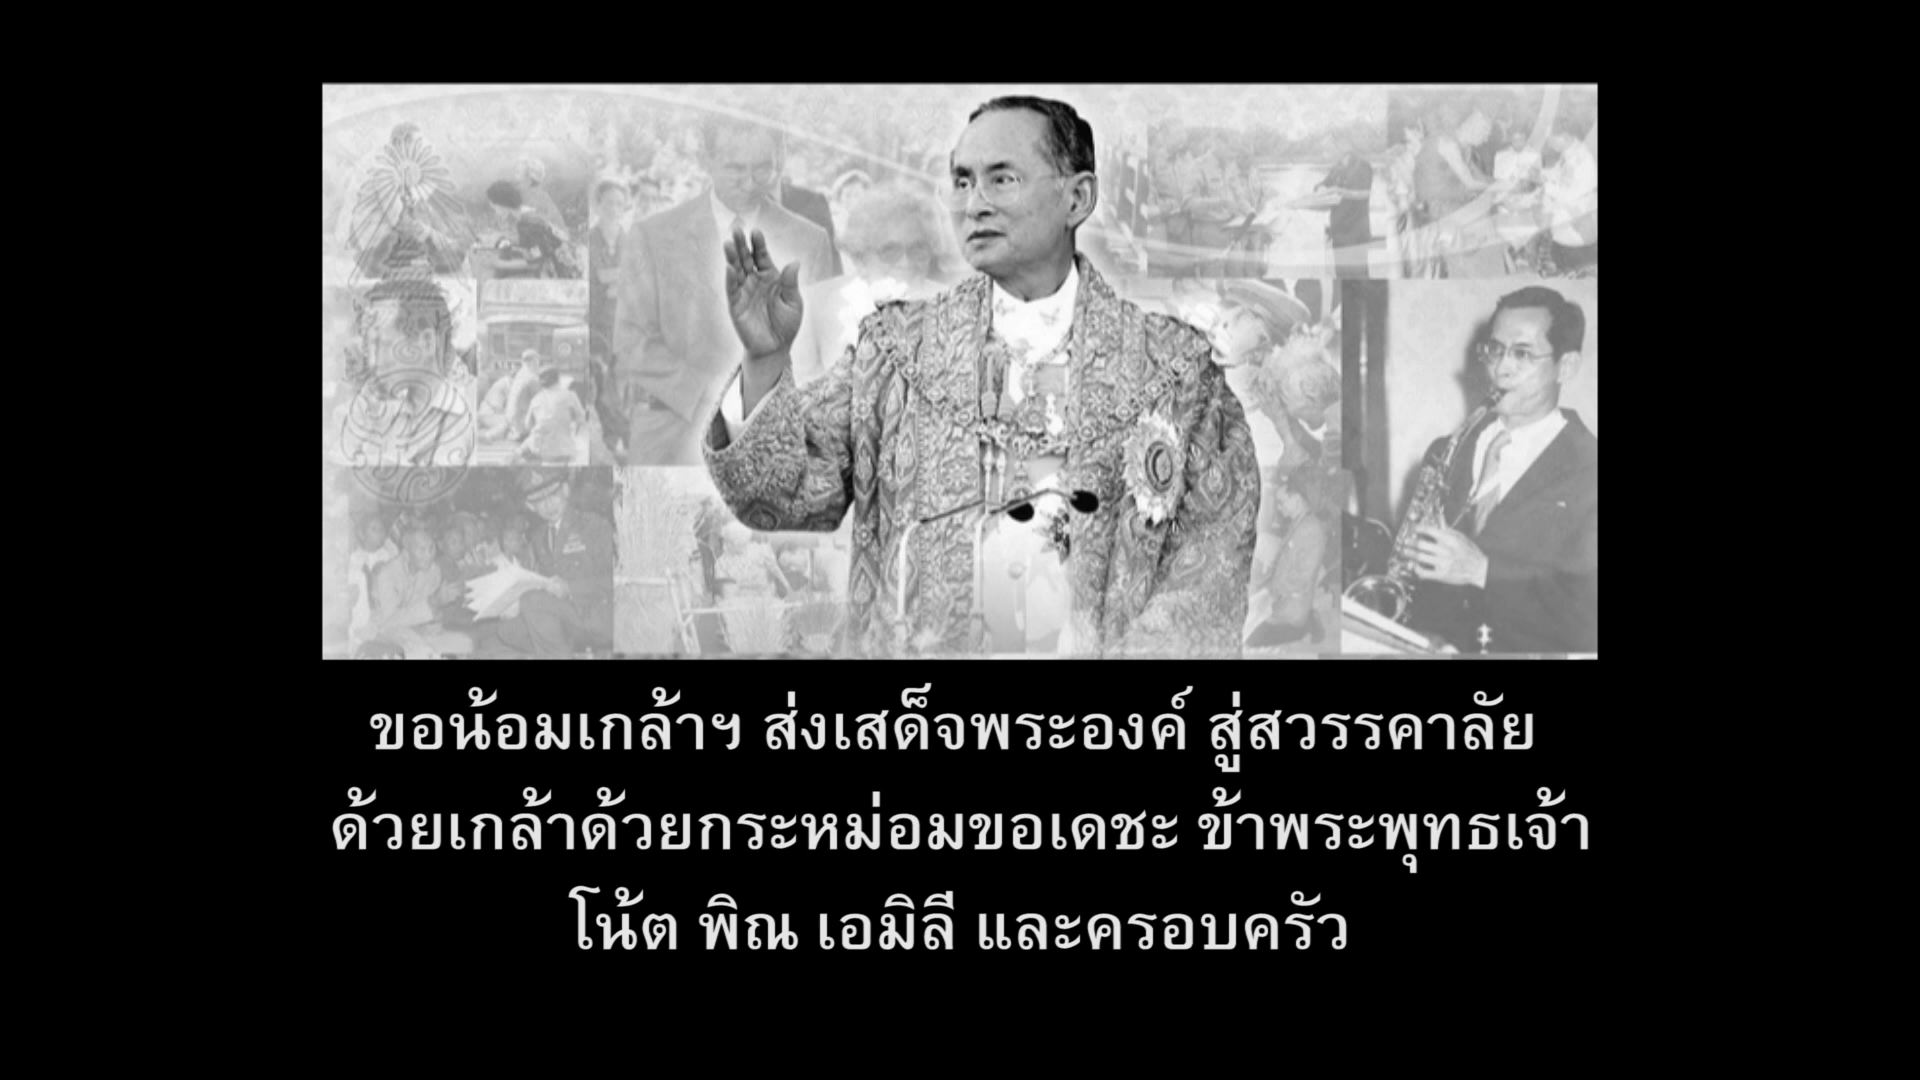 ขอน้อมเกล้าฯ ส่งเสด็จพระองค์ สู่สวรรคาลัย
ด้วยเกล้าด้วยกระหม่อมขอเดชะ ข้าพระพุทธเจ้า
โน้ต พิณ เอมิลี และครอบครัว